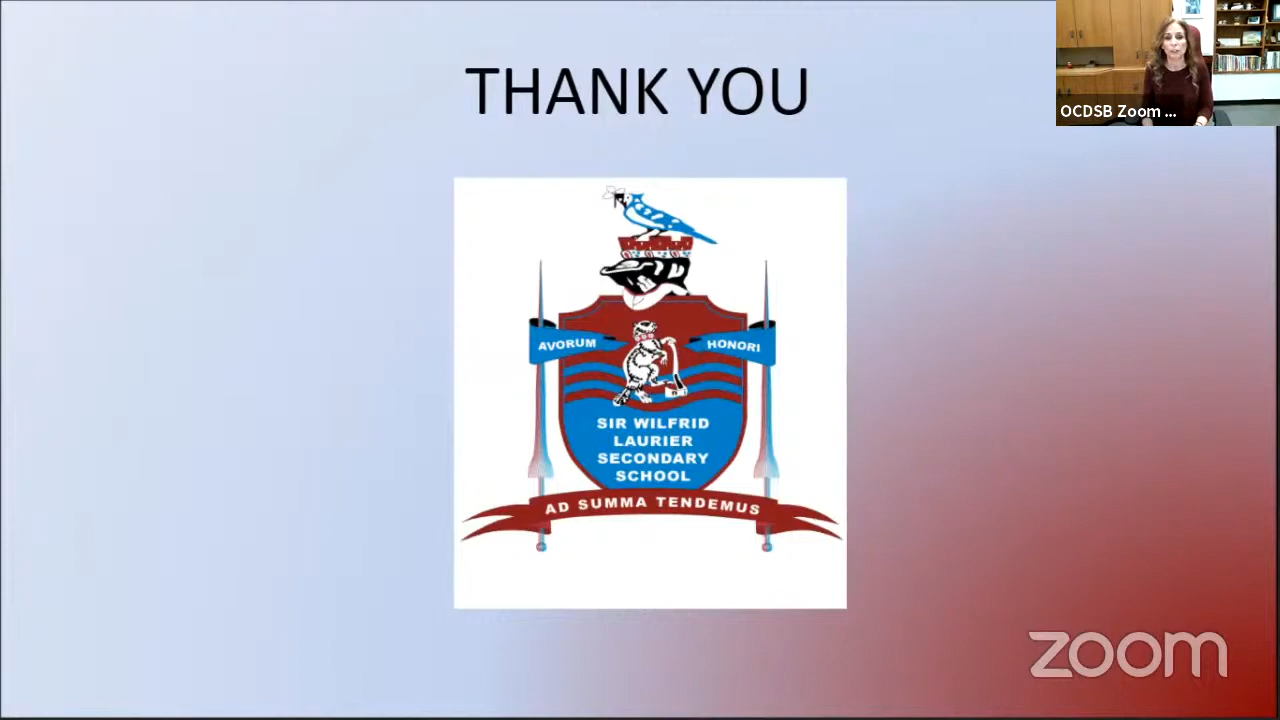 THANK YOU
OCDSB Zoom ...
AVORUM
HONORI
SIR WILFRID
LAURIER
SECONDARY
SCHOOL
AD SUMMA TENDEMUS
zoom